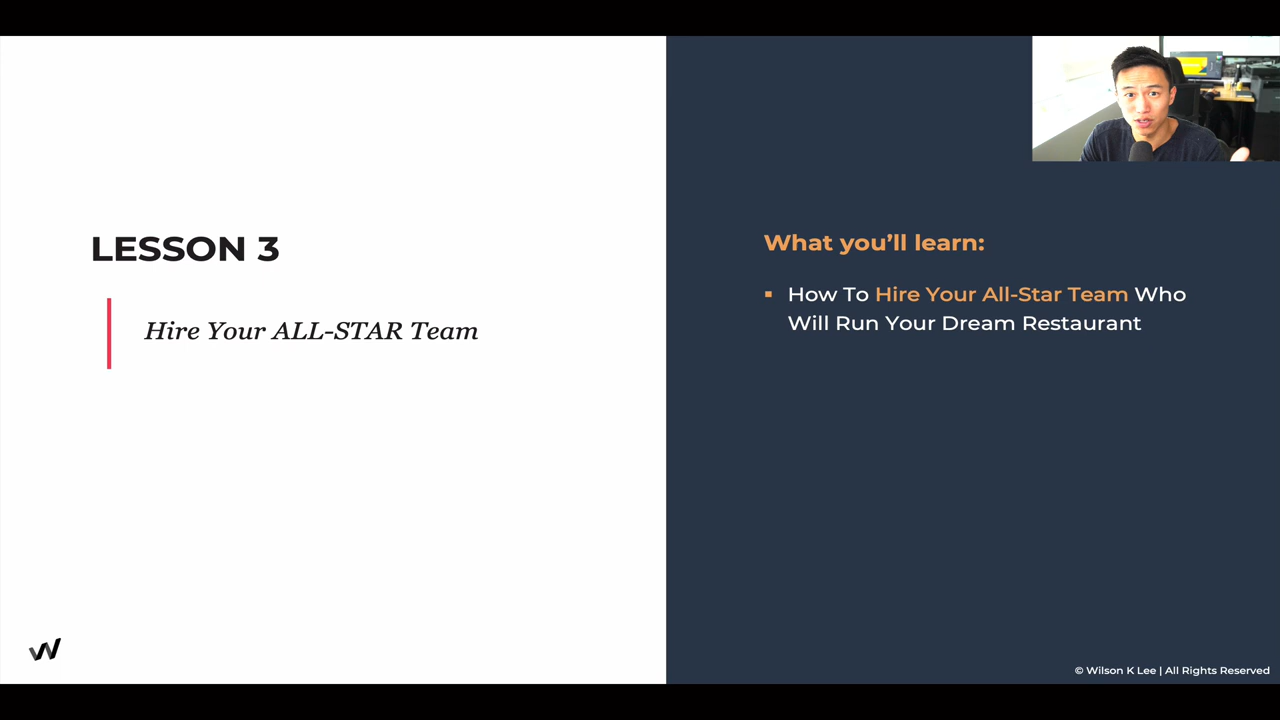 LESSON 3
Hire Your ALL-STAR Team
What you’ll learn:
▪ How To Hire Your All-Star Team Who
Will Run Your Dream Restaurant
© Wilson K Lee | All Rights Reserved